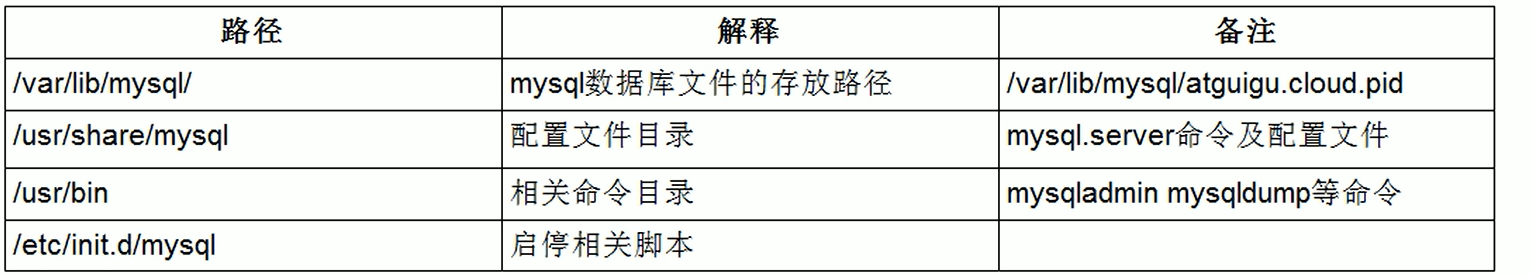 路径 解释 备注
/var/lib/mysql/ mysql数据库文件的存放路径 /var/lib/mysql/atguigu.cloud.pid
/usr/share/mysql 配置文件目录 mysql.server命令及配置文件
/usr/bin 相关命令目录 mysqladmin mysqldump等命令
/etc/init.d/mysql 启停相关脚本